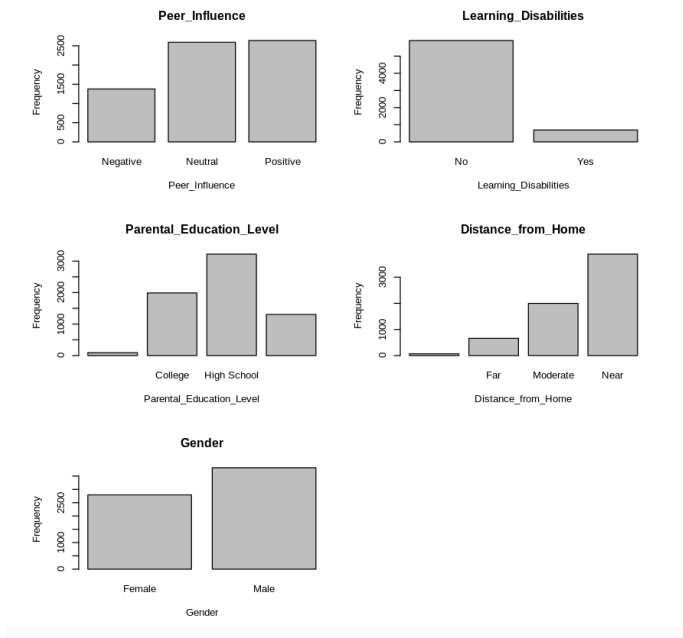 Peer_Influence
Frequency
0
500
1500
2500
Negative Neutral Positive
Peer_Influence
Learning_Disabilities
Frequency
0
2000
4000
No Yes
Learning_Disabilities
Parental_Education_Level
Frequency
0
1000
2000
3000
College High School
Parental_Education_Level
Distance_from_Home
Frequency
0
1000
3000
Far Moderate Near
Distance_from_Home
Gender
Frequency
0
1000
2500
Female Male
Gender